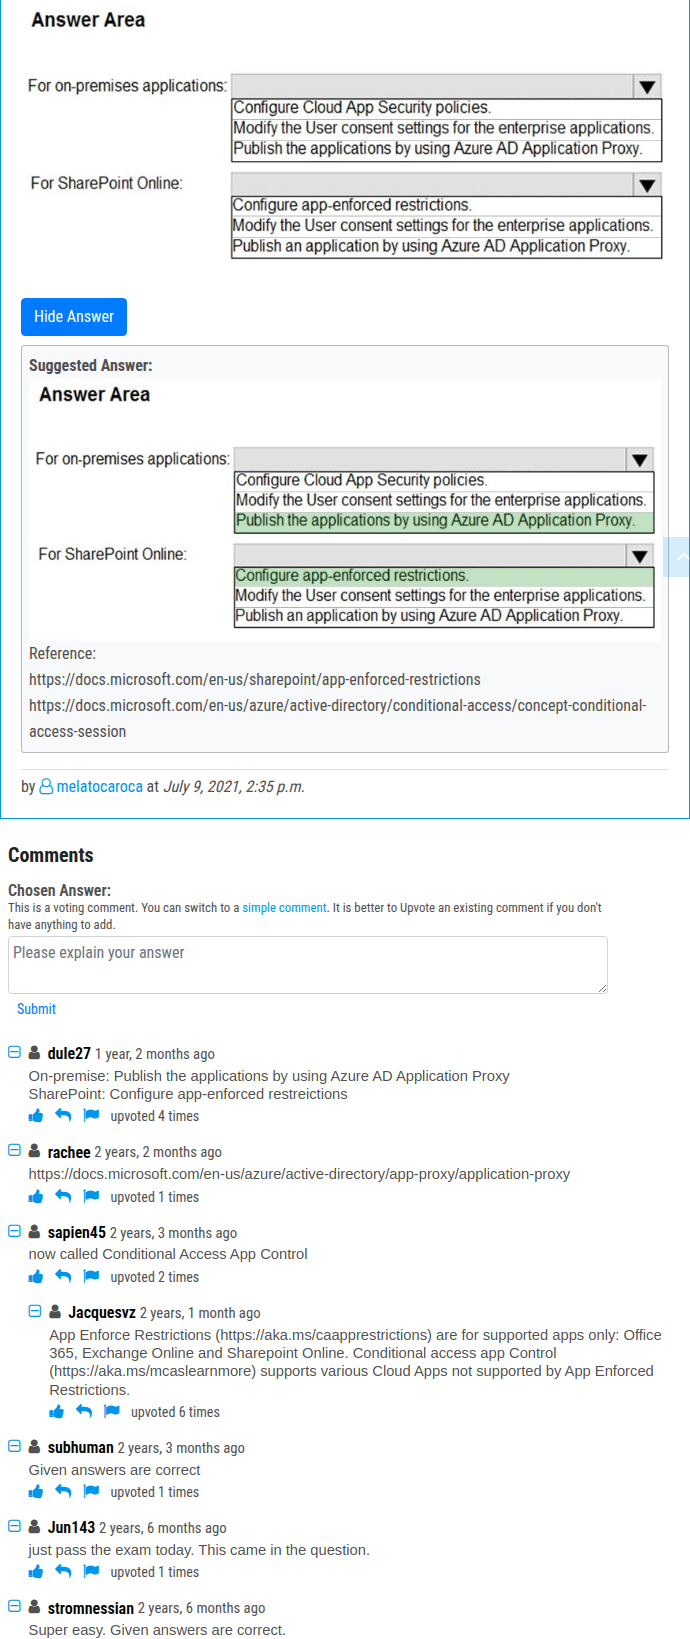 Answer Area
For on-premises applications:
Configure Cloud App Security policies.
Modify the User consent settings for the enterprise applications.
Publish the applications by using Azure AD Application Proxy.
For SharePoint Online:
Configure app-enforced restrictions.
Modify the User consent settings for the enterprise applications.
Publish an application by using Azure AD Application Proxy.
Hide Answer
Suggested Answer:
Answer Area
For on-premises applications:
Configure Cloud App Security policies.
Modify the User consent settings for the enterprise applications.
Publish the applications by using Azure AD Application Proxy.
For SharePoint Online:
Configure app-enforced restrictions.
Modify the User consent settings for the enterprise applications.
Publish an application by using Azure AD Application Proxy.
Reference:
https://docs.microsoft.com/en-us/sharepoint/app-enforced-restrictions
https://docs.microsoft.com/en-us/azure/active-directory/conditional-access/concept-conditional-
access-session
by melatocaroca at July 9, 2021, 2:35 p.m.
Comments
Chosen Answer:
This is a voting comment. You can switch to a simple comment. It is better to Upvote an existing comment if you don't
have anything to add.
Please explain your answer
Submit
dule27 1 year, 2 months ago
On-premise: Publish the applications by using Azure AD Application Proxy
SharePoint: Configure app-enforced restreictions
upvoted 4 times
rachee 2 years, 2 months ago
https://docs.microsoft.com/en-us/azure/active-directory/app-proxy/application-proxy
upvoted 1 times
sapien45 2 years, 3 months ago
now called Conditional Access App Control
upvoted 2 times
Jacquesvz 2 years, 1 month ago
App Enforce Restrictions (https://aka.ms/caapprestrictions) are for supported apps only: Office
365, Exchange Online and Sharepoint Online. Conditional access app Control
(https://aka.ms/mcaslearnmore) supports various Cloud Apps not supported by App Enforced
Restrictions.
upvoted 6 times
subhuman 2 years, 3 months ago
Given answers are correct
upvoted 1 times
Jun143 2 years, 6 months ago
just pass the exam today. This came in the question.
upvoted 1 times
stromnessian 2 years, 6 months ago
Super easy. Given answers are correct.